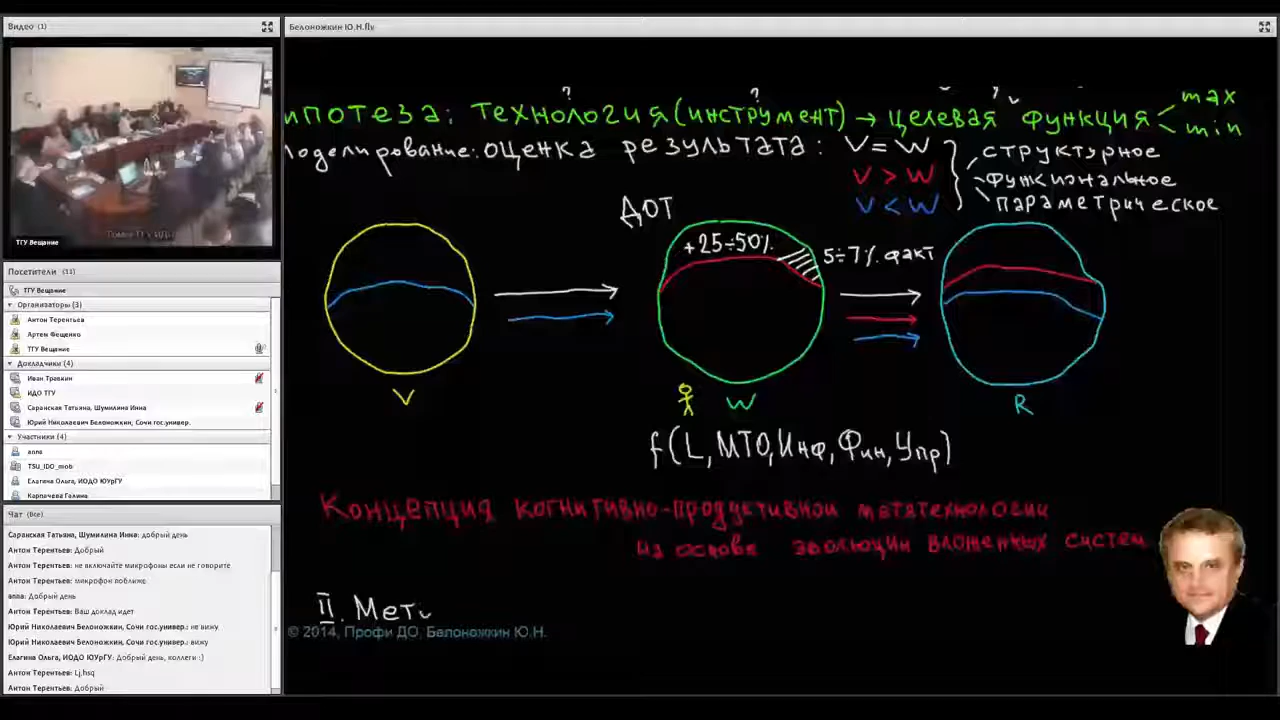 Видео (1)
Белоножкин Ю.Н.flv
ТГУ Вещание
Посетители (11)
ТГУ Вещание
Организаторы (3)
Антон Терентьев
Артем Фещенко
ТГУ Вещание
Докладчики (4)
Иван Травкин
ИДО ТГУ
Саранская Татьяна, Шумилина Инна
Юрий Николаевич Белоножкин, Сочи гос.универ.
Участники (4)
anna
TSU_IDO_mob
Елагина Ольга, ИОДО ЮУрГУ
Карпачева Галина
Чат (Все)
Саранская Татьяна, Шумилина Инна: добрый день
Антон Терентьев: Добрый
Антон Терентьев: не включайте микрофоны если не говорите
Антон Терентьев: микрофон поближе
anna: Добрый день
Антон Терентьев: Ваш доклад идет
Юрий Николаевич Белоножкин, Сочи гос.универ.: не вижу
Юрий Николаевич Белоножкин, Сочи гос.универ.: вижу
Елагина Ольга, ИОДО ЮУрГУ: Добрый день, коллеги :)
Антон Терентьев: Lj,hsq
Антон Терентьев: Добрый
? ?
ипотеза: технология (инструмент) → целевая функция < max
min
моделирование: оценка результата: V = W } структурное
V > W функциональное
V < W параметрическое
ДОТ
+25÷50%
5÷7% факт
V
W
R
f(L, МТО, Инф, Фин, Упр)
Концепция когнитивно-продуктивной метатехнологии
на основе эволюции вложенных систем
II. Мет
© 2014, Профи ДО, Белоножкин Ю.Н.